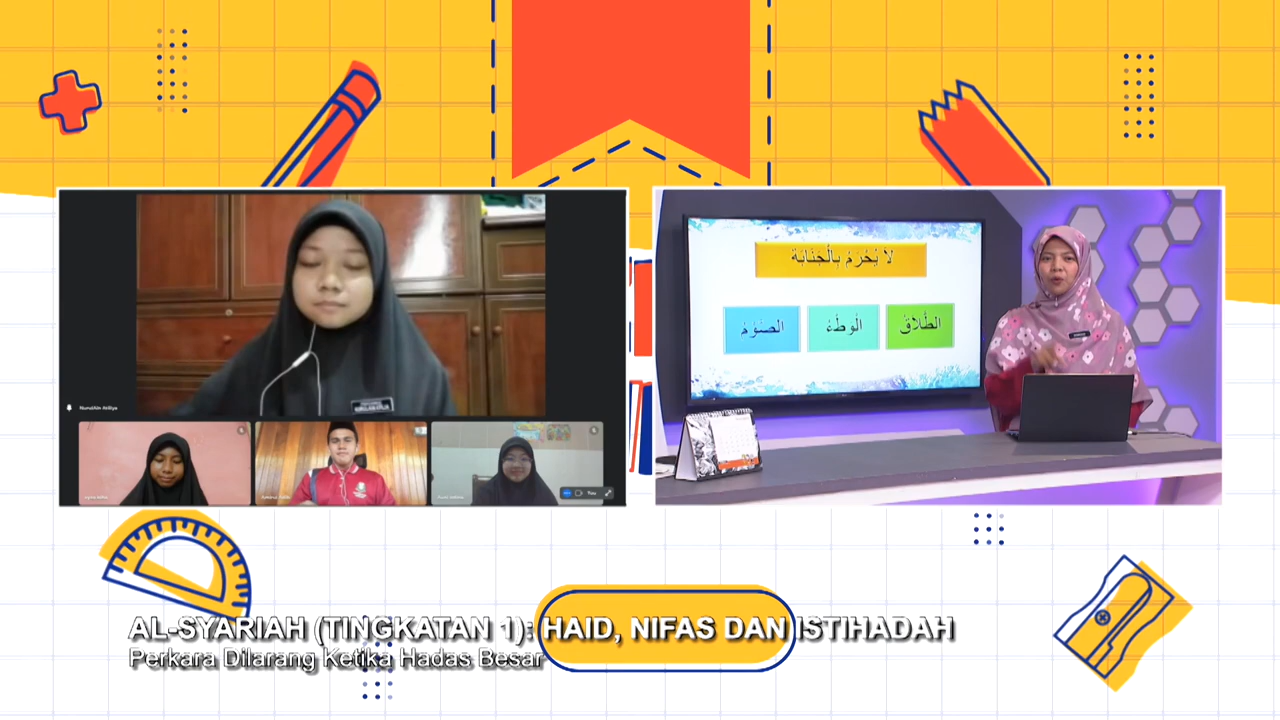 لاَ يُحْرَمُ بِالْجَنَابَةِ
الطَّلاَقُ
الْوَطْءُ
الصَّوْمُ
AL-SYARIAH (TINGKATAN 1): HAID, NIFAS DAN ISTIHADAH
Perkara Dilarang Ketika Hadas Besar